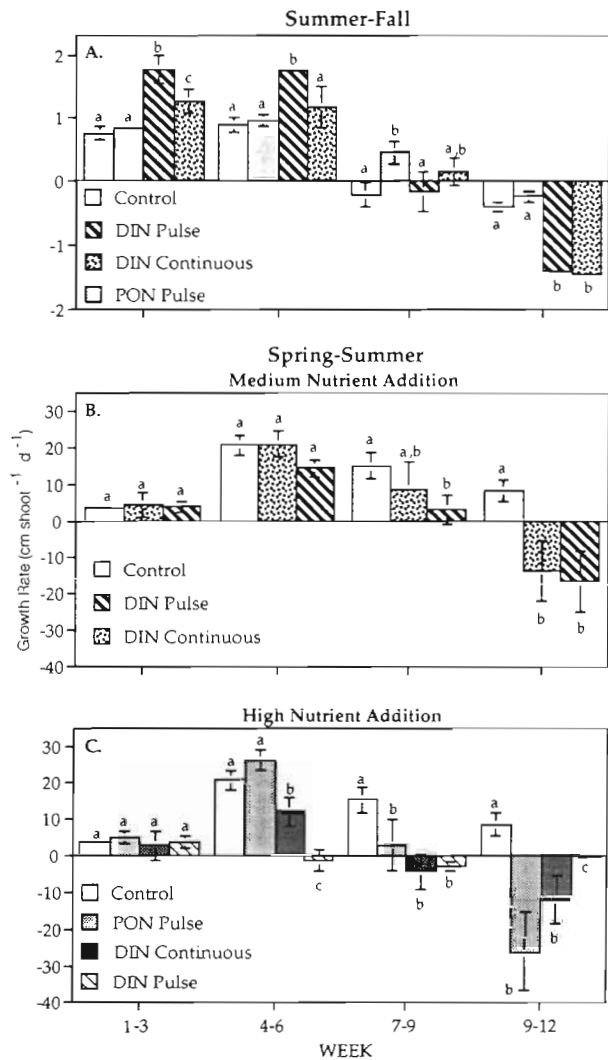 Summer-Fall
A.
b
c
a a
b
a
a a
b
a
a
a,b
a a
b b
2
1
0
-1
-2
Control
DIN Pulse
DIN Continuous
PON Pulse
Spring-Summer
Medium Nutrient Addition
B.
a a a
a a
a
a
a,b
b
a
b b
30
20
10
0
-10
-20
-30
-40
Control
DIN Pulse
DIN Continuous
Growth Rate (cm shoot -1 d -1)
High Nutrient Addition
C.
a a a a
a
a
b
c
a
b
b
b
a
b
b
c
30
20
10
0
-10
-20
-30
-40
Control
PON Pulse
DIN Continuous
DIN Pulse
1-3 4-6 7-9 9-12
WEEK